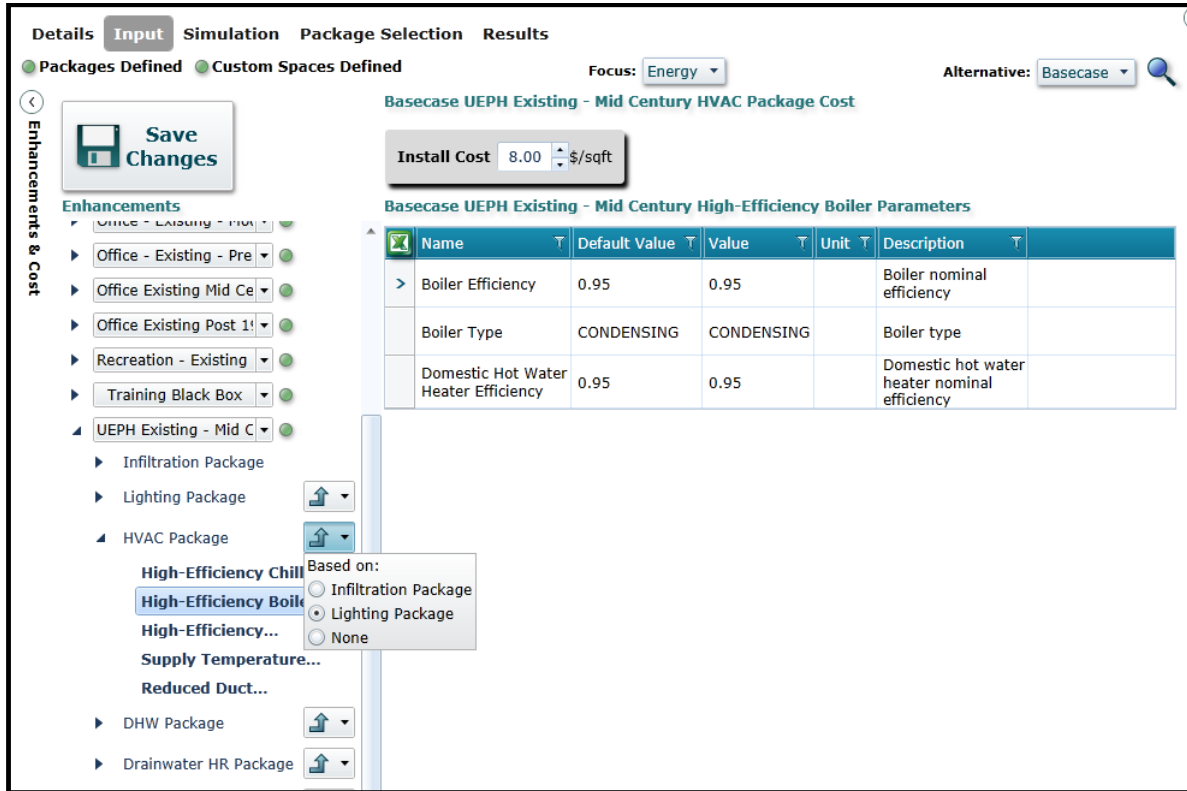 Details Input Simulation Package Selection Results
Packages Defined Custom Spaces Defined
Focus: Energy
Alternative: Basecase
Enhancements & Cost
Save
Changes
Basecase UEPH Existing - Mid Century HVAC Package Cost
Install Cost 8.00 $/sqft
Enhancements
Office - Existing - Pre
Office Existing Mid Ce
Office Existing Post 19
Recreation - Existing
Training Black Box
UEPH Existing - Mid C
Infiltration Package
Lighting Package
HVAC Package
High-Efficiency Chill
High-Efficiency Boile
High-Efficiency...
Supply Temperature...
Reduced Duct...
DHW Package
Drainwater HR Package
Based on:
Infiltration Package
Lighting Package
None
Basecase UEPH Existing - Mid Century High-Efficiency Boiler Parameters
Name Default Value Value Unit Description
Boiler Efficiency 0.95 0.95 Boiler nominal
efficiency
Boiler Type CONDENSING CONDENSING Boiler type
Domestic Hot Water
Heater Efficiency 0.95 0.95 Domestic hot water
heater nominal
efficiency